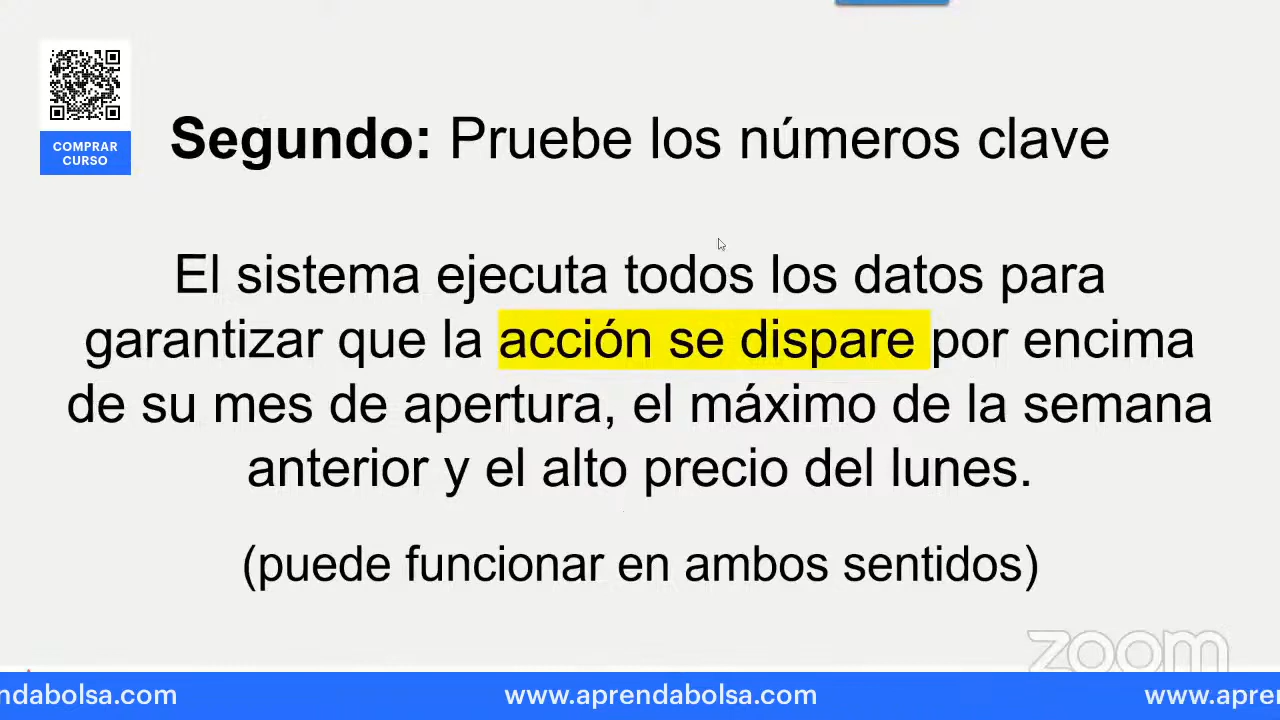 COMPRAR
CURSO
Segundo: Pruebe los números clave
El sistema ejecuta todos los datos para
garantizar que la acción se dispare por encima
de su mes de apertura, el máximo de la semana
anterior y el alto precio del lunes.
(puede funcionar en ambos sentidos)
zoom
ndabolsa.com www.aprendabolsa.com www.apren